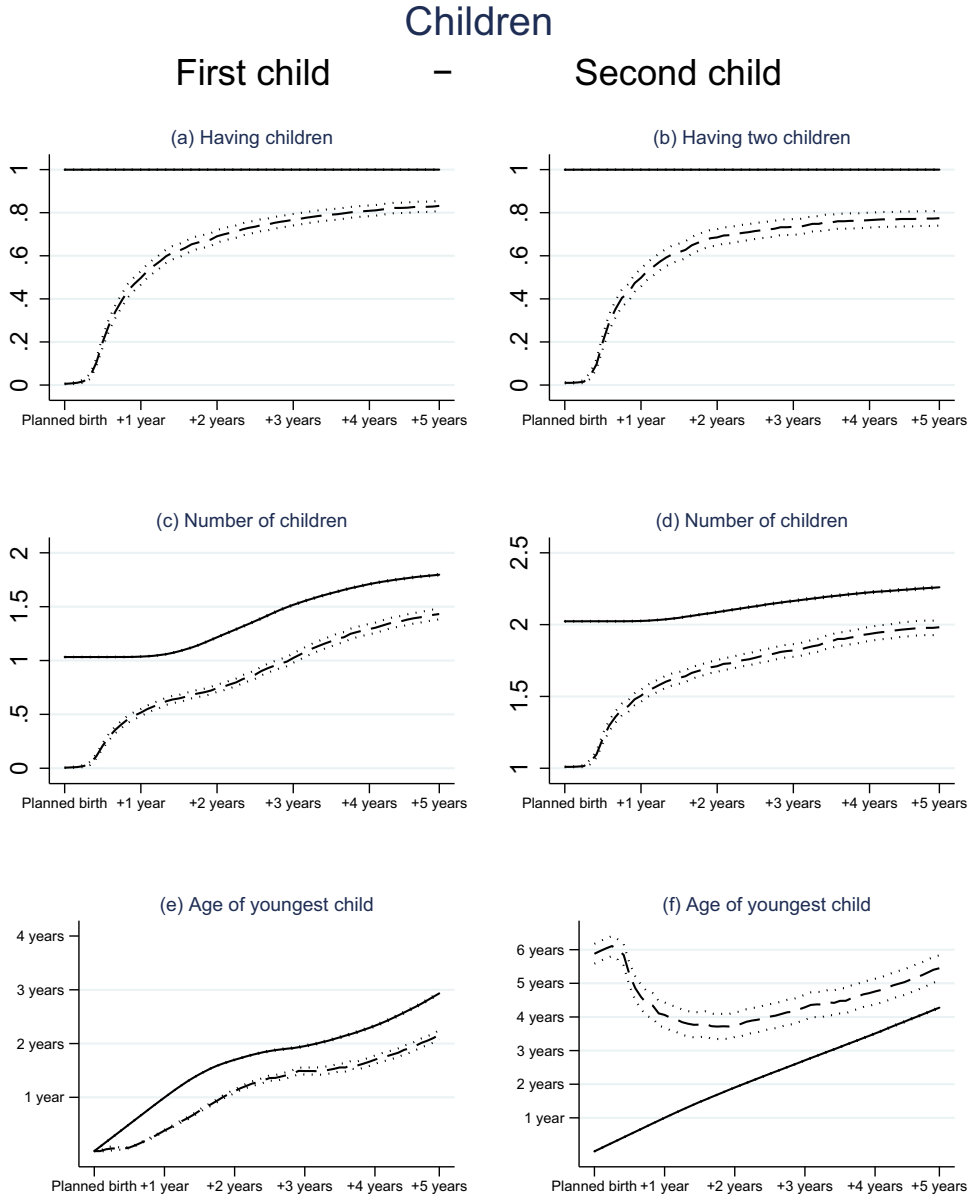 Children
First child – Second child
(a) Having children
1
.8
.6
.4
.2
0
Planned birth +1 year +2 years +3 years +4 years +5 years
(b) Having two children
1
.8
.6
.4
.2
0
Planned birth +1 year +2 years +3 years +4 years +5 years
(c) Number of children
2
1.5
1
.5
0
Planned birth +1 year +2 years +3 years +4 years +5 years
(d) Number of children
2.5
2
1.5
1
Planned birth +1 year +2 years +3 years +4 years +5 years
(e) Age of youngest child
4 years
3 years
2 years
1 year
Planned birth +1 year +2 years +3 years +4 years +5 years
(f) Age of youngest child
6 years
5 years
4 years
3 years
2 years
1 year
Planned birth +1 year +2 years +3 years +4 years +5 years